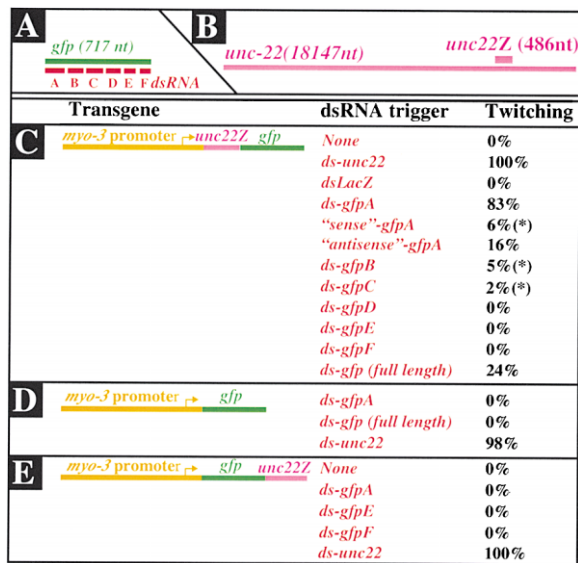 A
gfp (717 nt)
A B C D E F dsRNA
B
unc-22(18147nt)
unc22Z (486nt)
Transgene dsRNA trigger Twitching
C
myo-3 promoter unc22Z gfp
None 0%
ds-unc22 100%
dsLacZ 0%
ds-gfpA 83%
“sense”-gfpA 6%(*)
“antisense”-gfpA 16%
ds-gfpB 5%(*)
ds-gfpC 2%(*)
ds-gfpD 0%
ds-gfpE 0%
ds-gfpF 0%
ds-gfp (full length) 24%
D
myo-3 promoter gfp
ds-gfpA 0%
ds-gfp (full length) 0%
ds-unc22 98%
E
myo-3 promoter gfp unc22Z
None 0%
ds-gfpA 0%
ds-gfpE 0%
ds-gfpF 0%
ds-unc22 100%